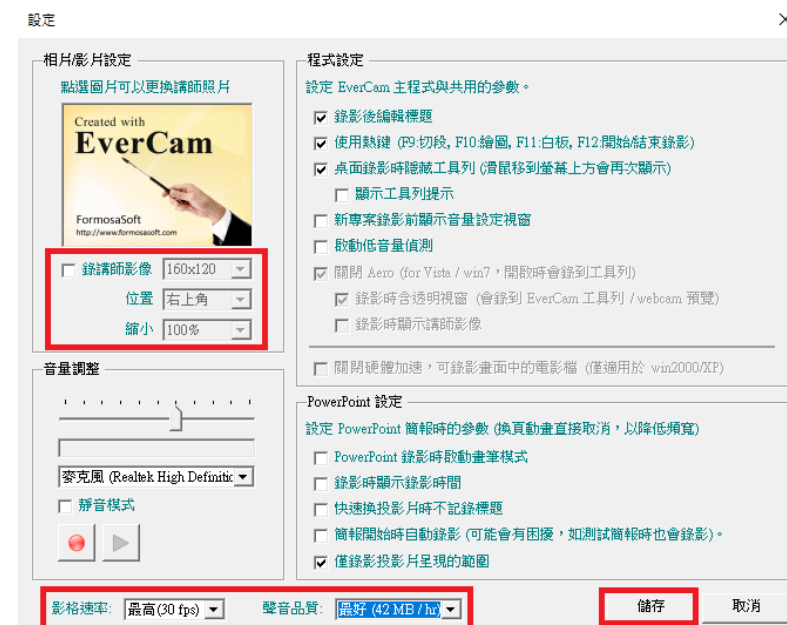 設定
相片/影片設定
點選圖片可以更換講師照片
Created with
EverCam
FormosaSoft
http://www.formosasoft.com
錄講師影像 160x120
位置 右上角
縮小 100%
音量調整
麥克風 (Realtek High Definitic
靜音模式
程式設定
設定 EverCam 主程式與共用的參數。
錄影後編輯標題
使用熱鍵 (F9:切段, F10:繪圖, F11:白板, F12:開始/結束錄影)
桌面錄影時隱藏工具列 (滑鼠移到螢幕上方會再次顯示)
顯示工具列提示
新專案錄影前顯示音量設定視窗
啟動低音量偵測
關閉 Aero (for Vista / win7，開啟時會錄到工具列)
錄影時含透明視窗 (會錄到 EverCam 工具列 / webcam 預覽)
錄影時顯示講師影像
關閉硬體加速，可錄影畫面中的電影檔 (僅適用於 win2000/XP)
PowerPoint 設定
設定 PowerPoint 簡報時的參數 (換頁動畫直接取消，以降低頻寬)
PowerPoint 錄影時啟動畫筆模式
錄影時顯示錄影時間
快速換投影片時不記錄標題
簡報開始時自動錄影 (可能會有困擾，如測試簡報時也會錄影)。
僅錄影投影片呈現的範圍
影格速率: 最高(30 fps) 聲音品質: 最好 (42 MB / hr) 儲存 取消